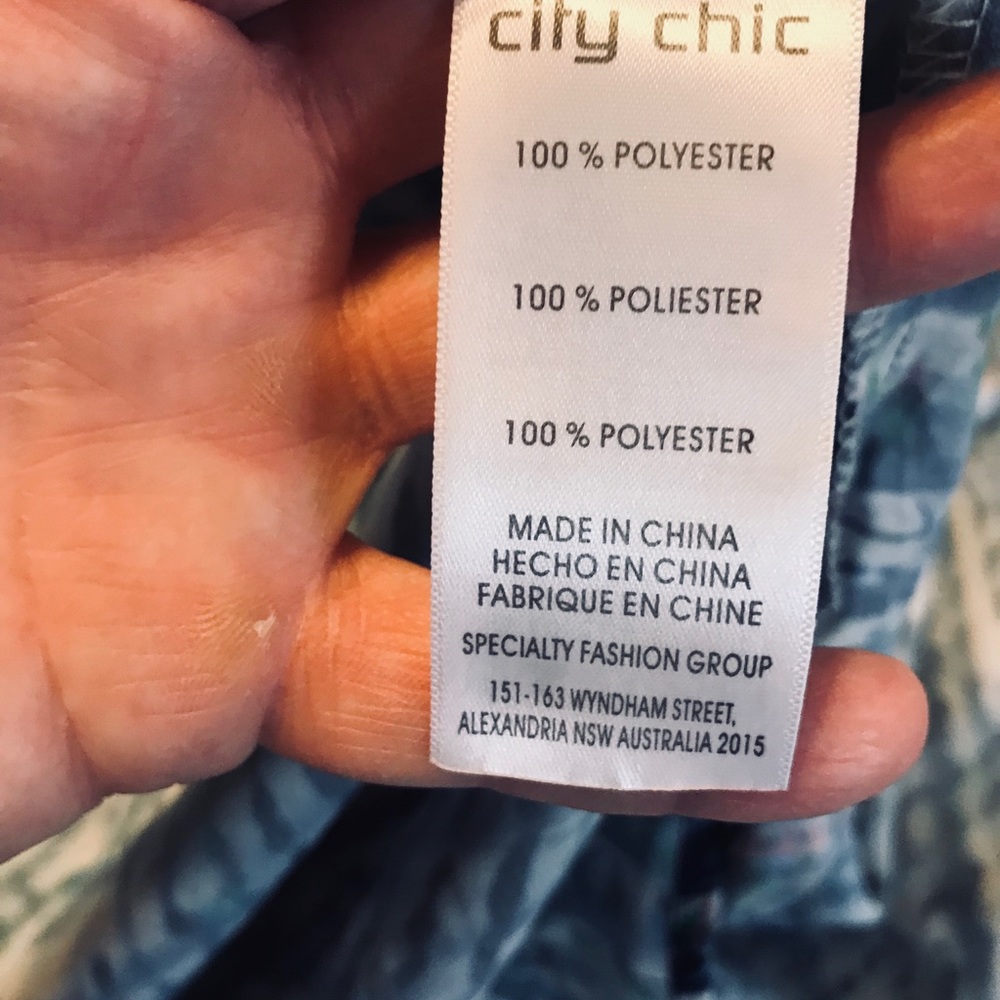 city chic
100 % POLYESTER
100 % POLIESTER
100 % POLYESTER
MADE IN CHINA
HECHO EN CHINA
FABRIQUE EN CHINE
SPECIALTY FASHION GROUP
151-163 WYNDHAM STREET,
ALEXANDRIA NSW AUSTRALIA 2015